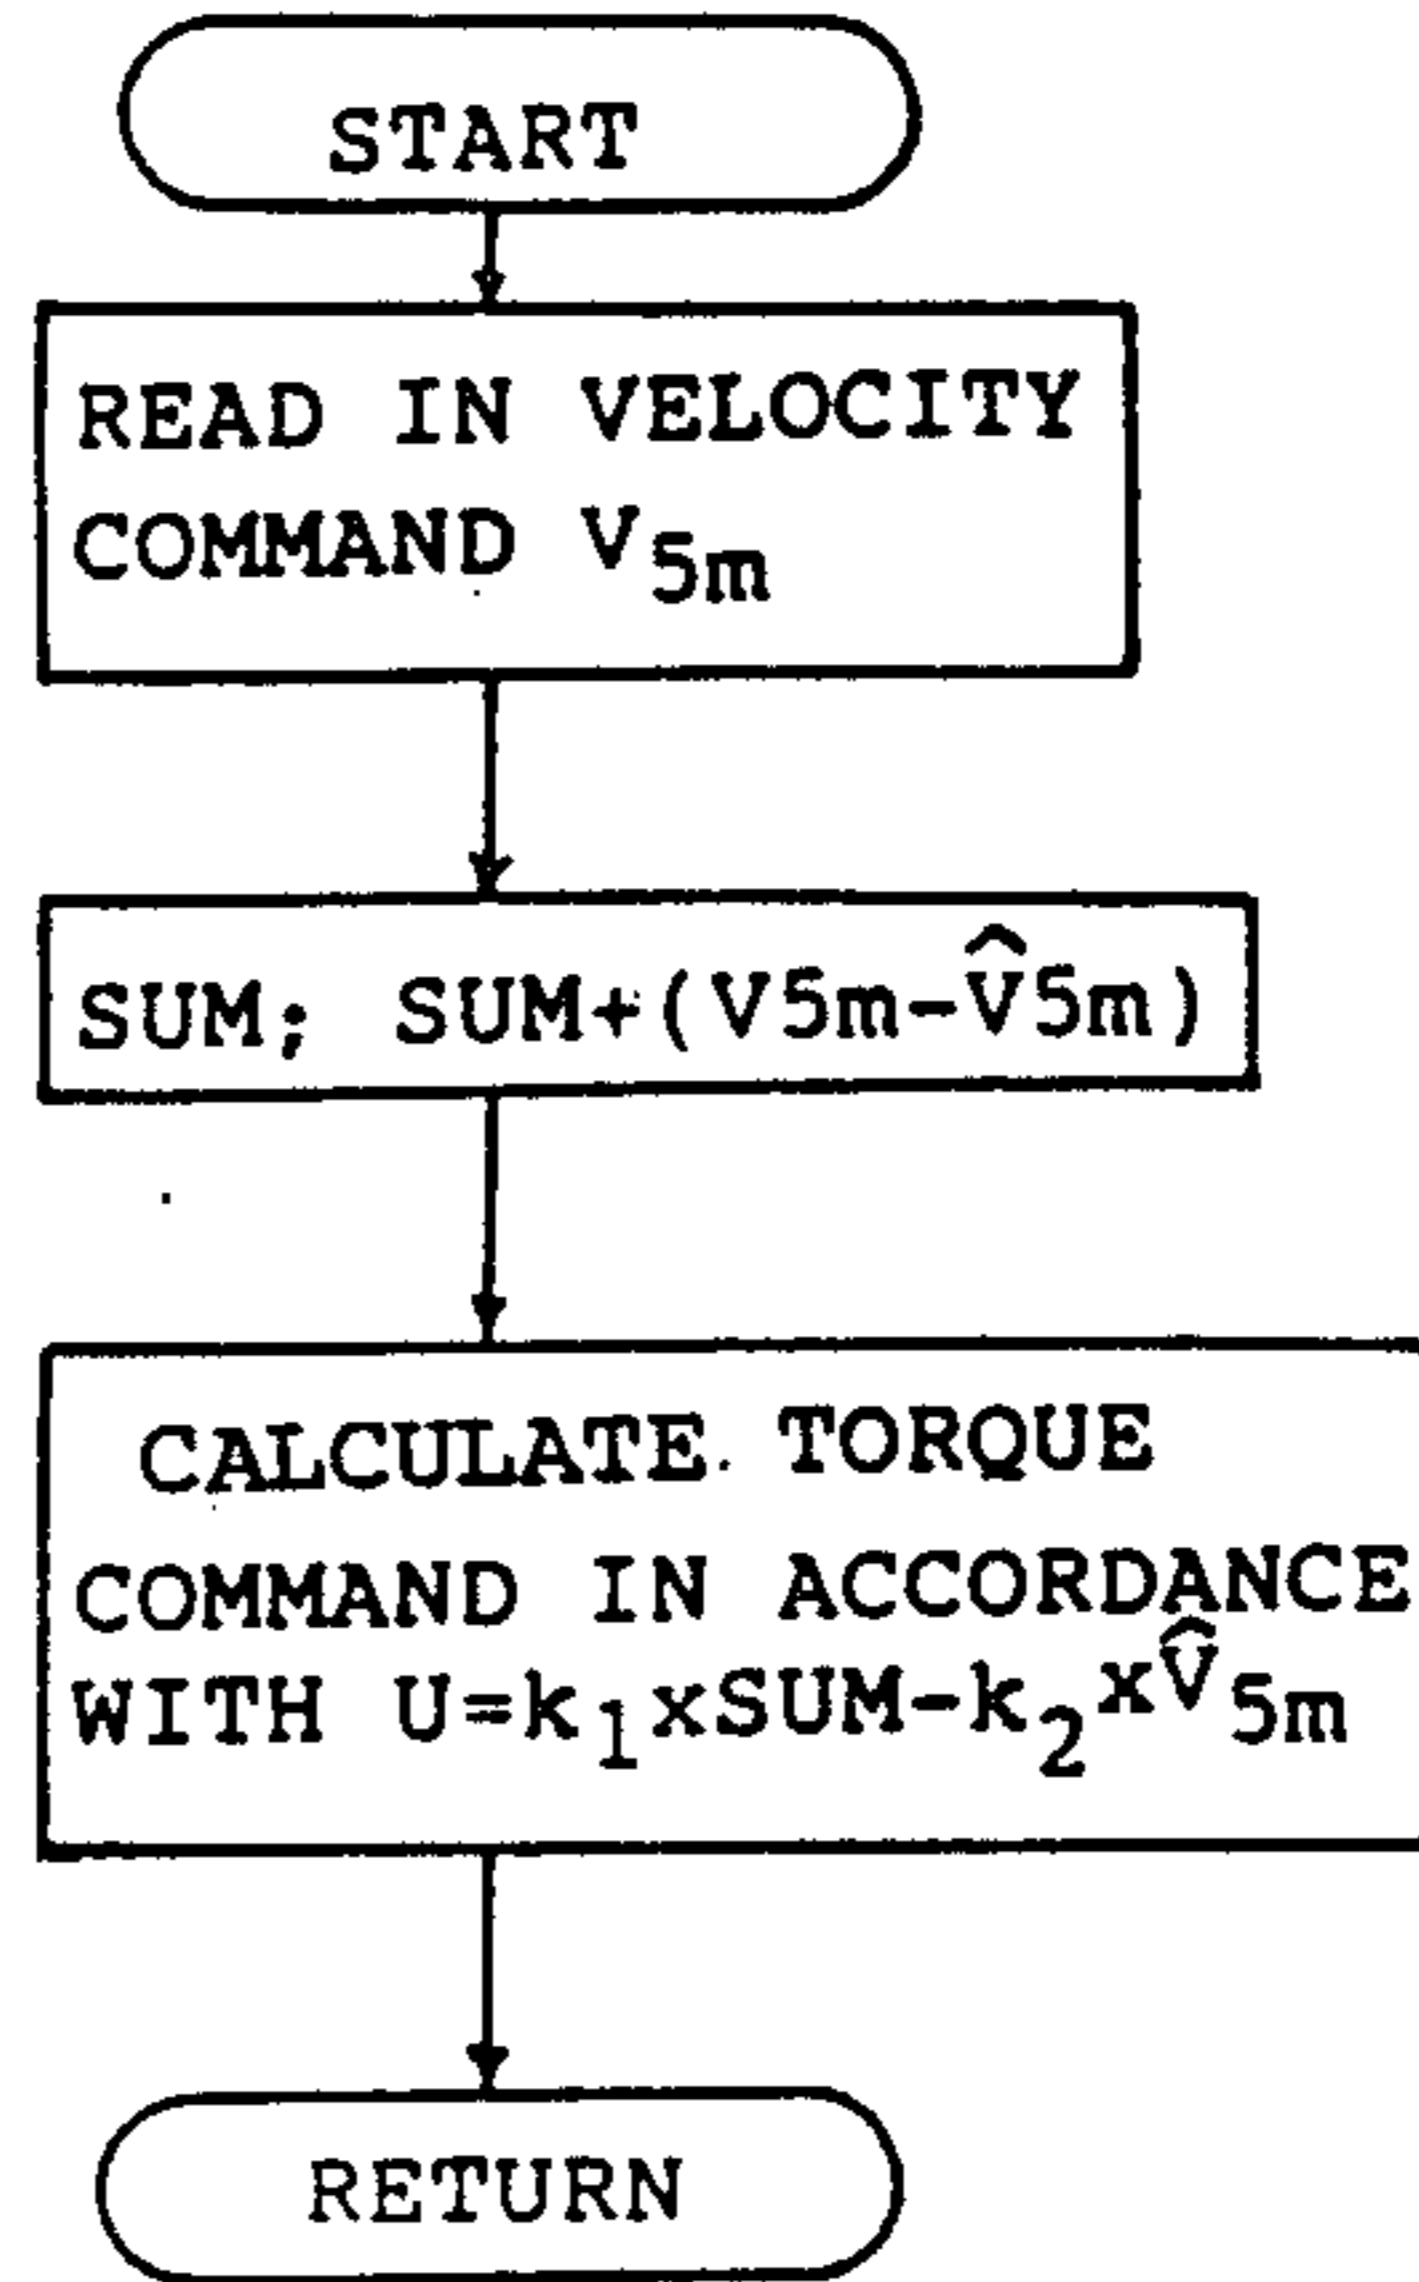 START
READ IN VELOCITY
COMMAND V₅ₘ
SUM; SUM+(V5m-V̂5m)
CALCULATE TORQUE
COMMAND IN ACCORDANCE
WITH U=k₁xSUM-k₂xV̂₅ₘ
RETURN